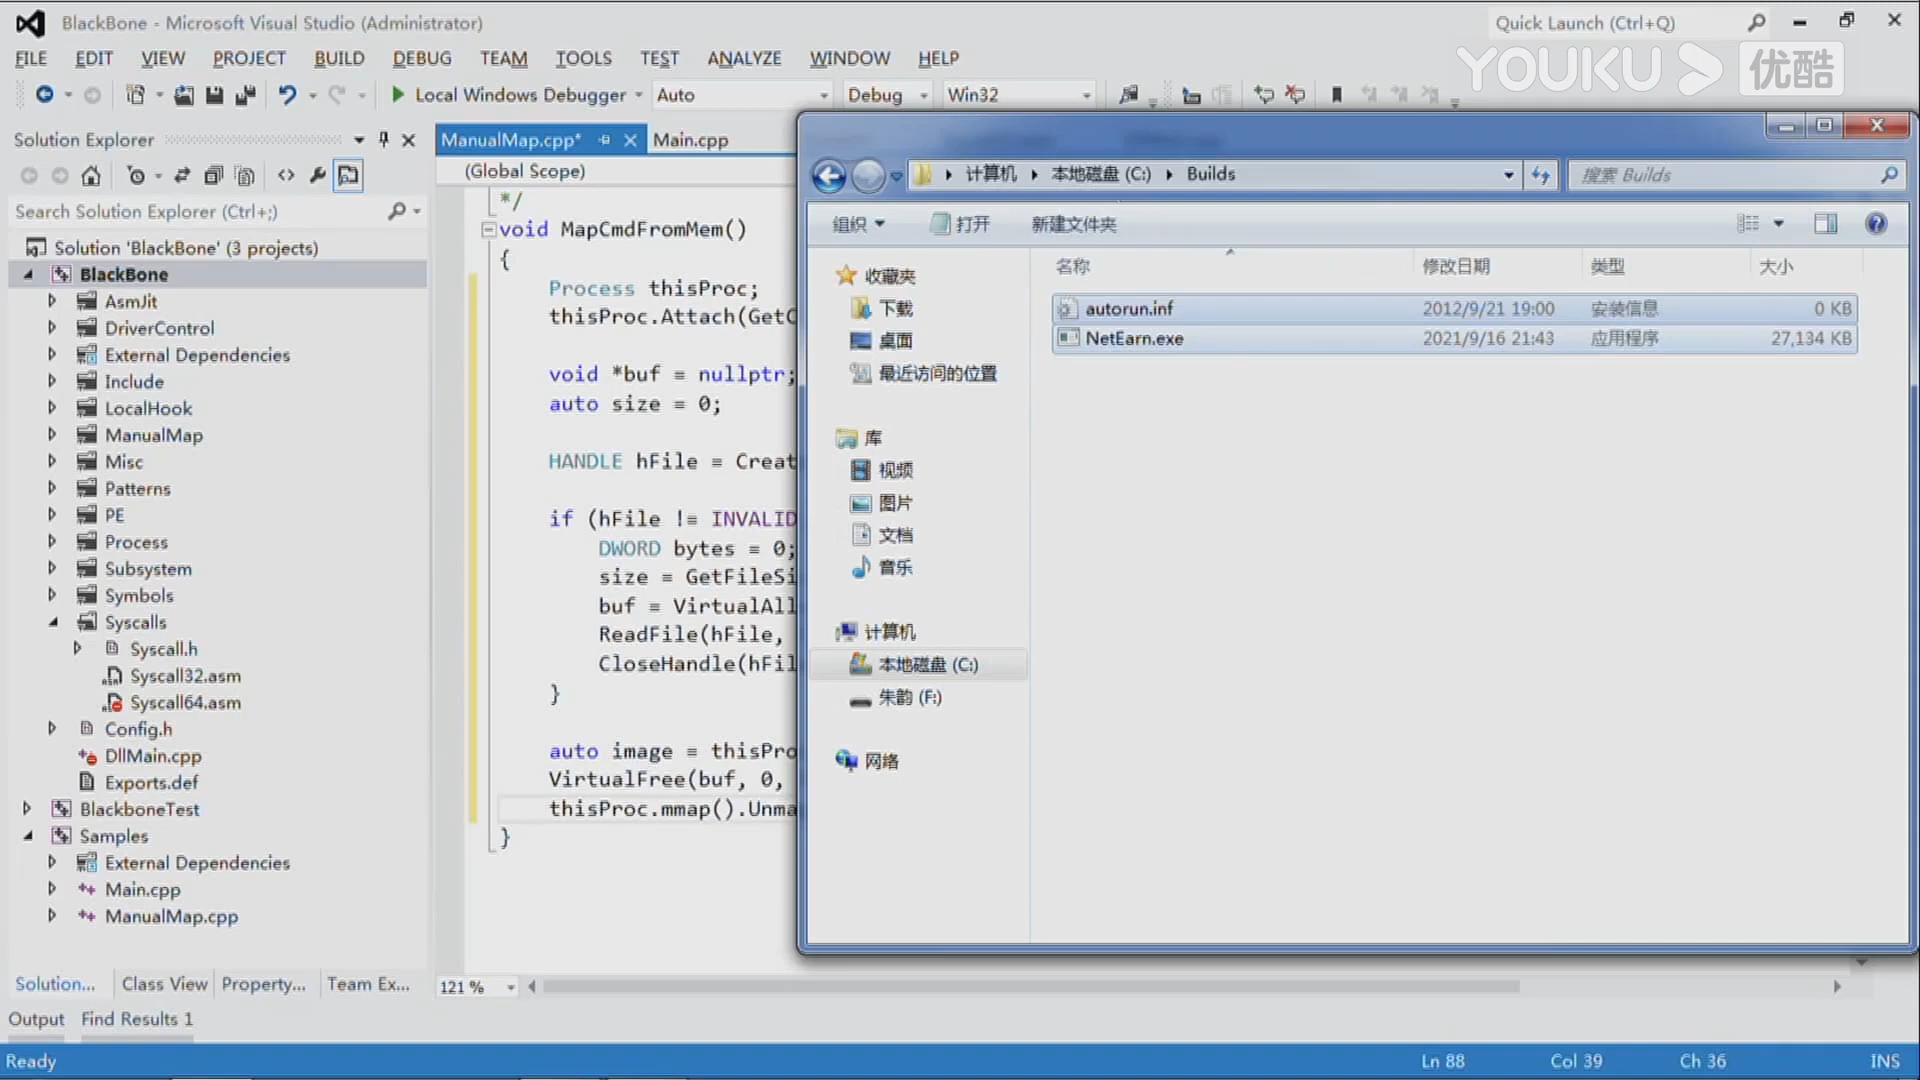 BlackBone - Microsoft Visual Studio (Administrator)
Quick Launch (Ctrl+Q)
FILE EDIT VIEW PROJECT BUILD DEBUG TEAM TOOLS TEST ANALYZE WINDOW HELP
YOUKU 优酷
Local Windows Debugger Auto Debug Win32
Solution Explorer
Search Solution Explorer (Ctrl+;)
Solution 'BlackBone' (3 projects)
BlackBone
AsmJit
DriverControl
External Dependencies
Include
LocalHook
ManualMap
Misc
Patterns
PE
Process
Subsystem
Symbols
Syscalls
Syscall.h
Syscall32.asm
Syscall64.asm
Config.h
DllMain.cpp
Exports.def
BlackboneTest
Samples
External Dependencies
Main.cpp
ManualMap.cpp
Solution... Class View Property... Team Ex...
ManualMap.cpp* Main.cpp
(Global Scope)
*/
void MapCmdFromMem()
{
Process thisProc;
thisProc.Attach(GetC
void *buf = nullptr;
auto size = 0;
HANDLE hFile = Creat
if (hFile != INVALID
DWORD bytes = 0;
size = GetFileSi
buf = VirtualAll
ReadFile(hFile,
CloseHandle(hFil
}
auto image = thisPro
VirtualFree(buf, 0,
thisProc.mmap().Unma
}
121 %
计算机 本地磁盘 (C:) Builds
搜索 Builds
组织 打开 新建文件夹
收藏夹
下载
桌面
最近访问的位置
库
视频
图片
文档
音乐
计算机
本地磁盘 (C:)
朱韵 (F:)
网络
名称 修改日期 类型 大小
autorun.inf 2012/9/21 19:00 安装信息 0 KB
NetEarn.exe 2021/9/16 21:43 应用程序 27,134 KB
Output Find Results 1
Ready Ln 88 Col 39 Ch 36 INS